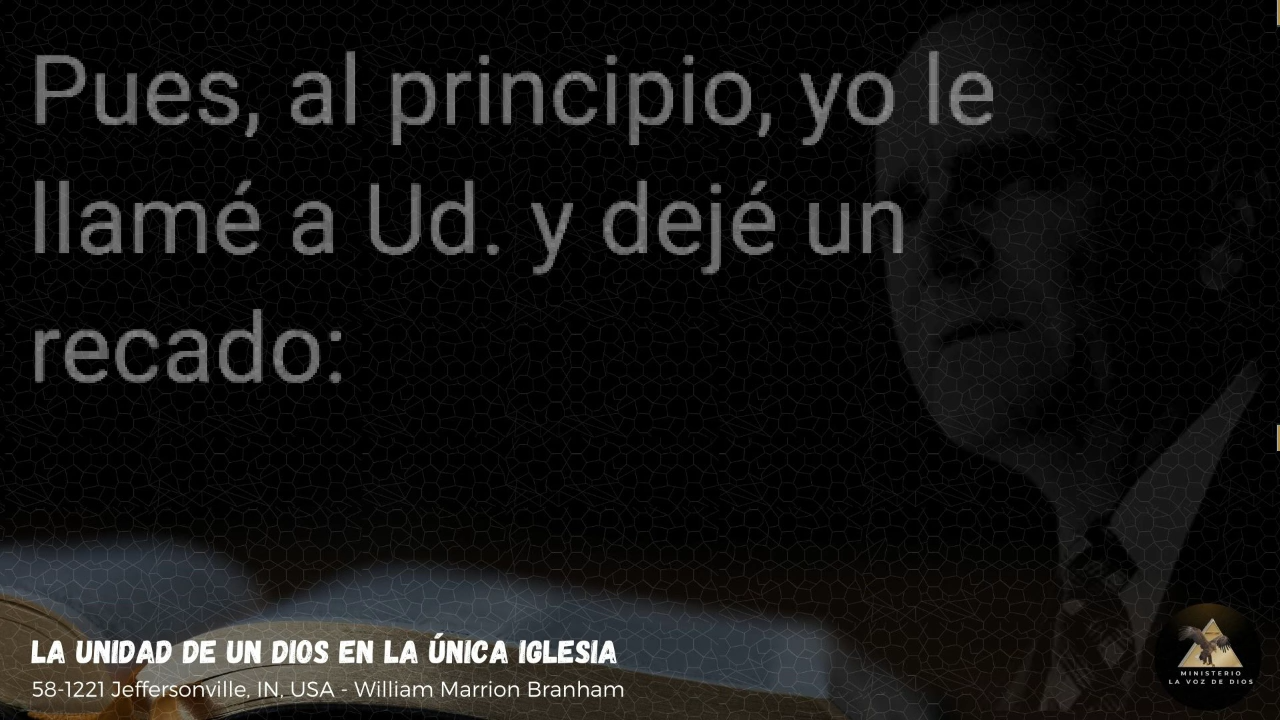 Pues, al principio, yo le
llamé a Ud. y dejé un
recado:
LA UNIDAD DE UN DIOS EN LA ÚNICA IGLESIA
58-1221 Jeffersonville, IN, USA - William Marrion Branham
MINISTERIO
LA VOZ DE DIOS